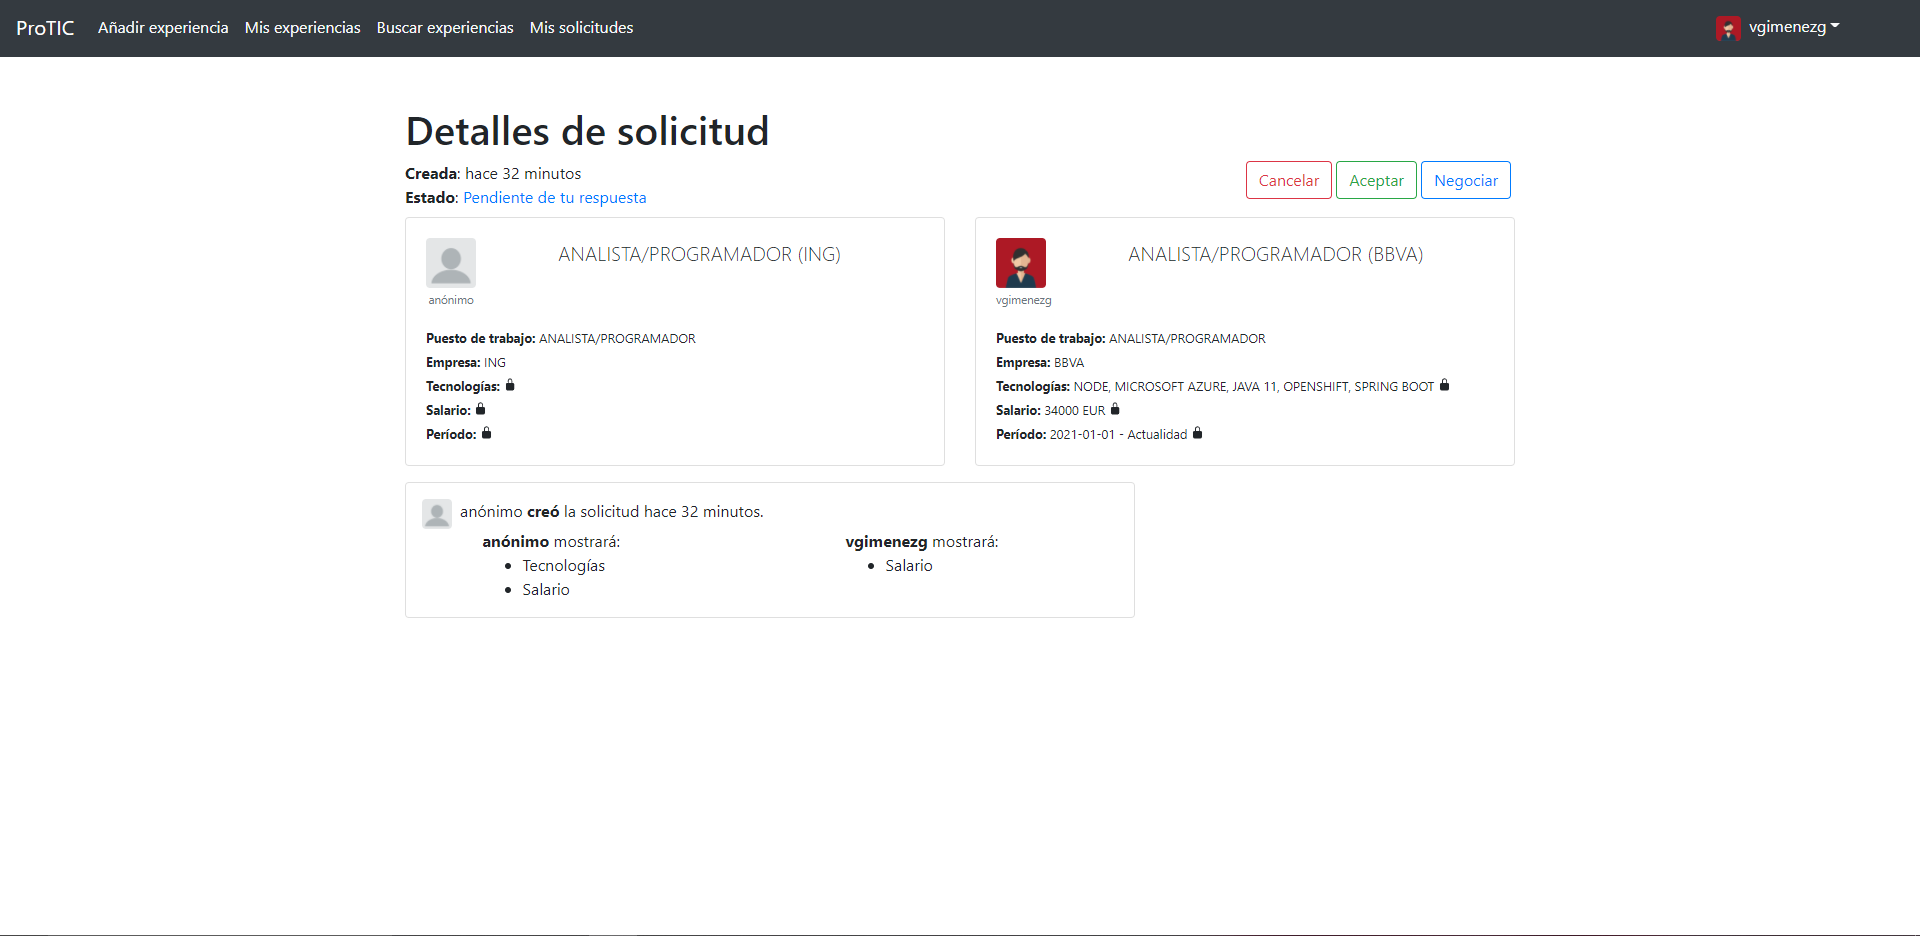 ProTIC Añadir experiencia Mis experiencias Buscar experiencias Mis solicitudes vgimenezg
Detalles de solicitud
Creada: hace 32 minutos
Estado: Pendiente de tu respuesta
Cancelar Aceptar Negociar
ANALISTA/PROGRAMADOR (ING)
anónimo
Puesto de trabajo: ANALISTA/PROGRAMADOR
Empresa: ING
Tecnologías:
Salario:
Período:
ANALISTA/PROGRAMADOR (BBVA)
vgimenezg
Puesto de trabajo: ANALISTA/PROGRAMADOR
Empresa: BBVA
Tecnologías: NODE, MICROSOFT AZURE, JAVA 11, OPENSHIFT, SPRING BOOT
Salario: 34000 EUR
Período: 2021-01-01 - Actualidad
anónimo creó la solicitud hace 32 minutos.
anónimo mostrará:
• Tecnologías
• Salario
vgimenezg mostrará:
• Salario